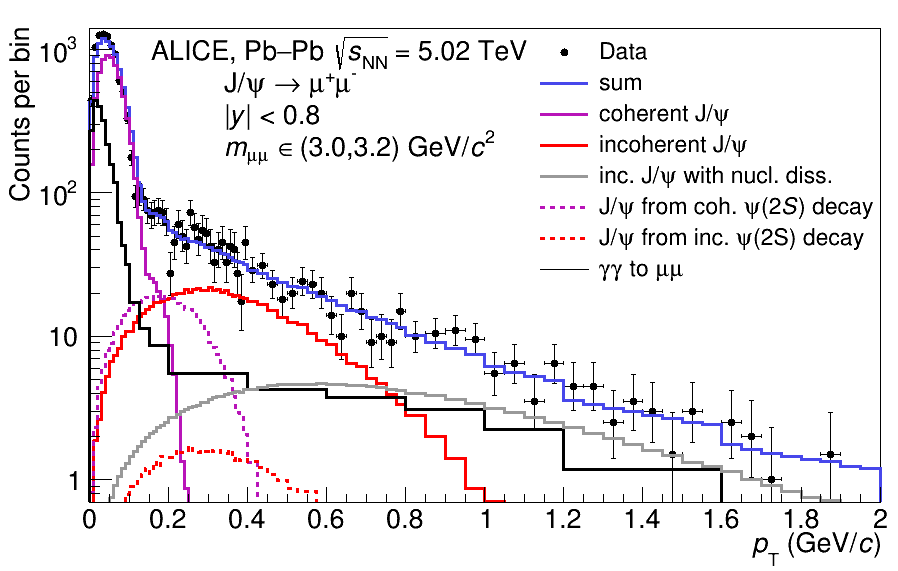 ALICE, Pb–Pb √sNN = 5.02 TeV
J/ψ → μ+μ-
|y| < 0.8
mμμ ∈ (3.0,3.2) GeV/c2
Data
sum
coherent J/ψ
incoherent J/ψ
inc. J/ψ with nucl. diss.
J/ψ from coh. ψ(2S) decay
J/ψ from inc. ψ(2S) decay
γγ to μμ
Counts per bin
103
102
10
1
0 0.2 0.4 0.6 0.8 1 1.2 1.4 1.6 1.8 2
pT (GeV/c)